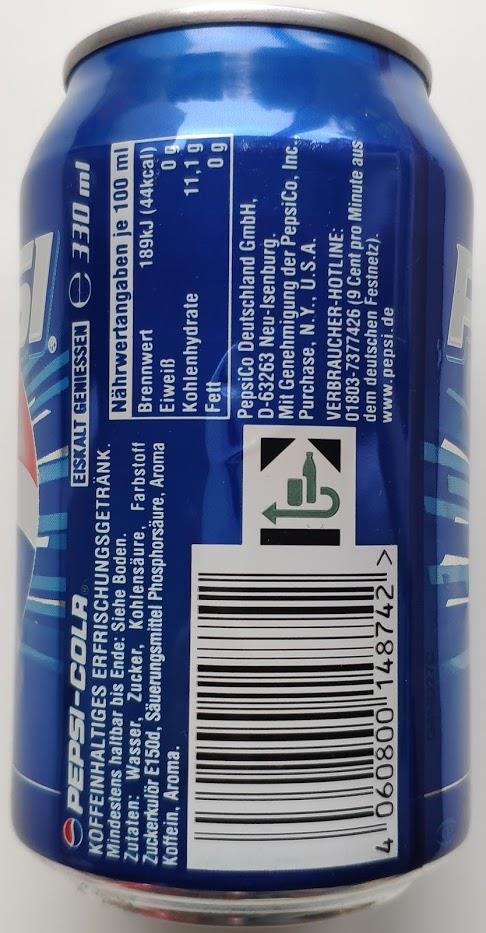 PEPSI-COLA®
EISKALT GENIESSEN
℮ 330 ml
KOFFEINHALTIGES ERFRISCHUNGSGETRÄNK.
Mindestens haltbar bis Ende: Siehe Boden.
Zutaten: Wasser, Zucker, Kohlensäure, Farbstoff
Zuckerkulör E150d, Säuerungsmittel Phosphorsäure, Aroma
Koffein, Aroma.
Nährwertangaben je 100 ml
Brennwert 189kJ (44kcal)
Eiweiß 0 g
Kohlenhydrate 11,1 g
Fett 0 g
PepsiCo Deutschland GmbH,
D-63263 Neu-Isenburg.
Mit Genehmigung der PepsiCo, Inc.,
Purchase, N.Y., U.S.A.
VERBRAUCHER-HOTLINE:
01803-7377426 (9 Cent pro Minute aus
dem deutschen Festnetz).
www.pepsi.de
4 060800 148742 >